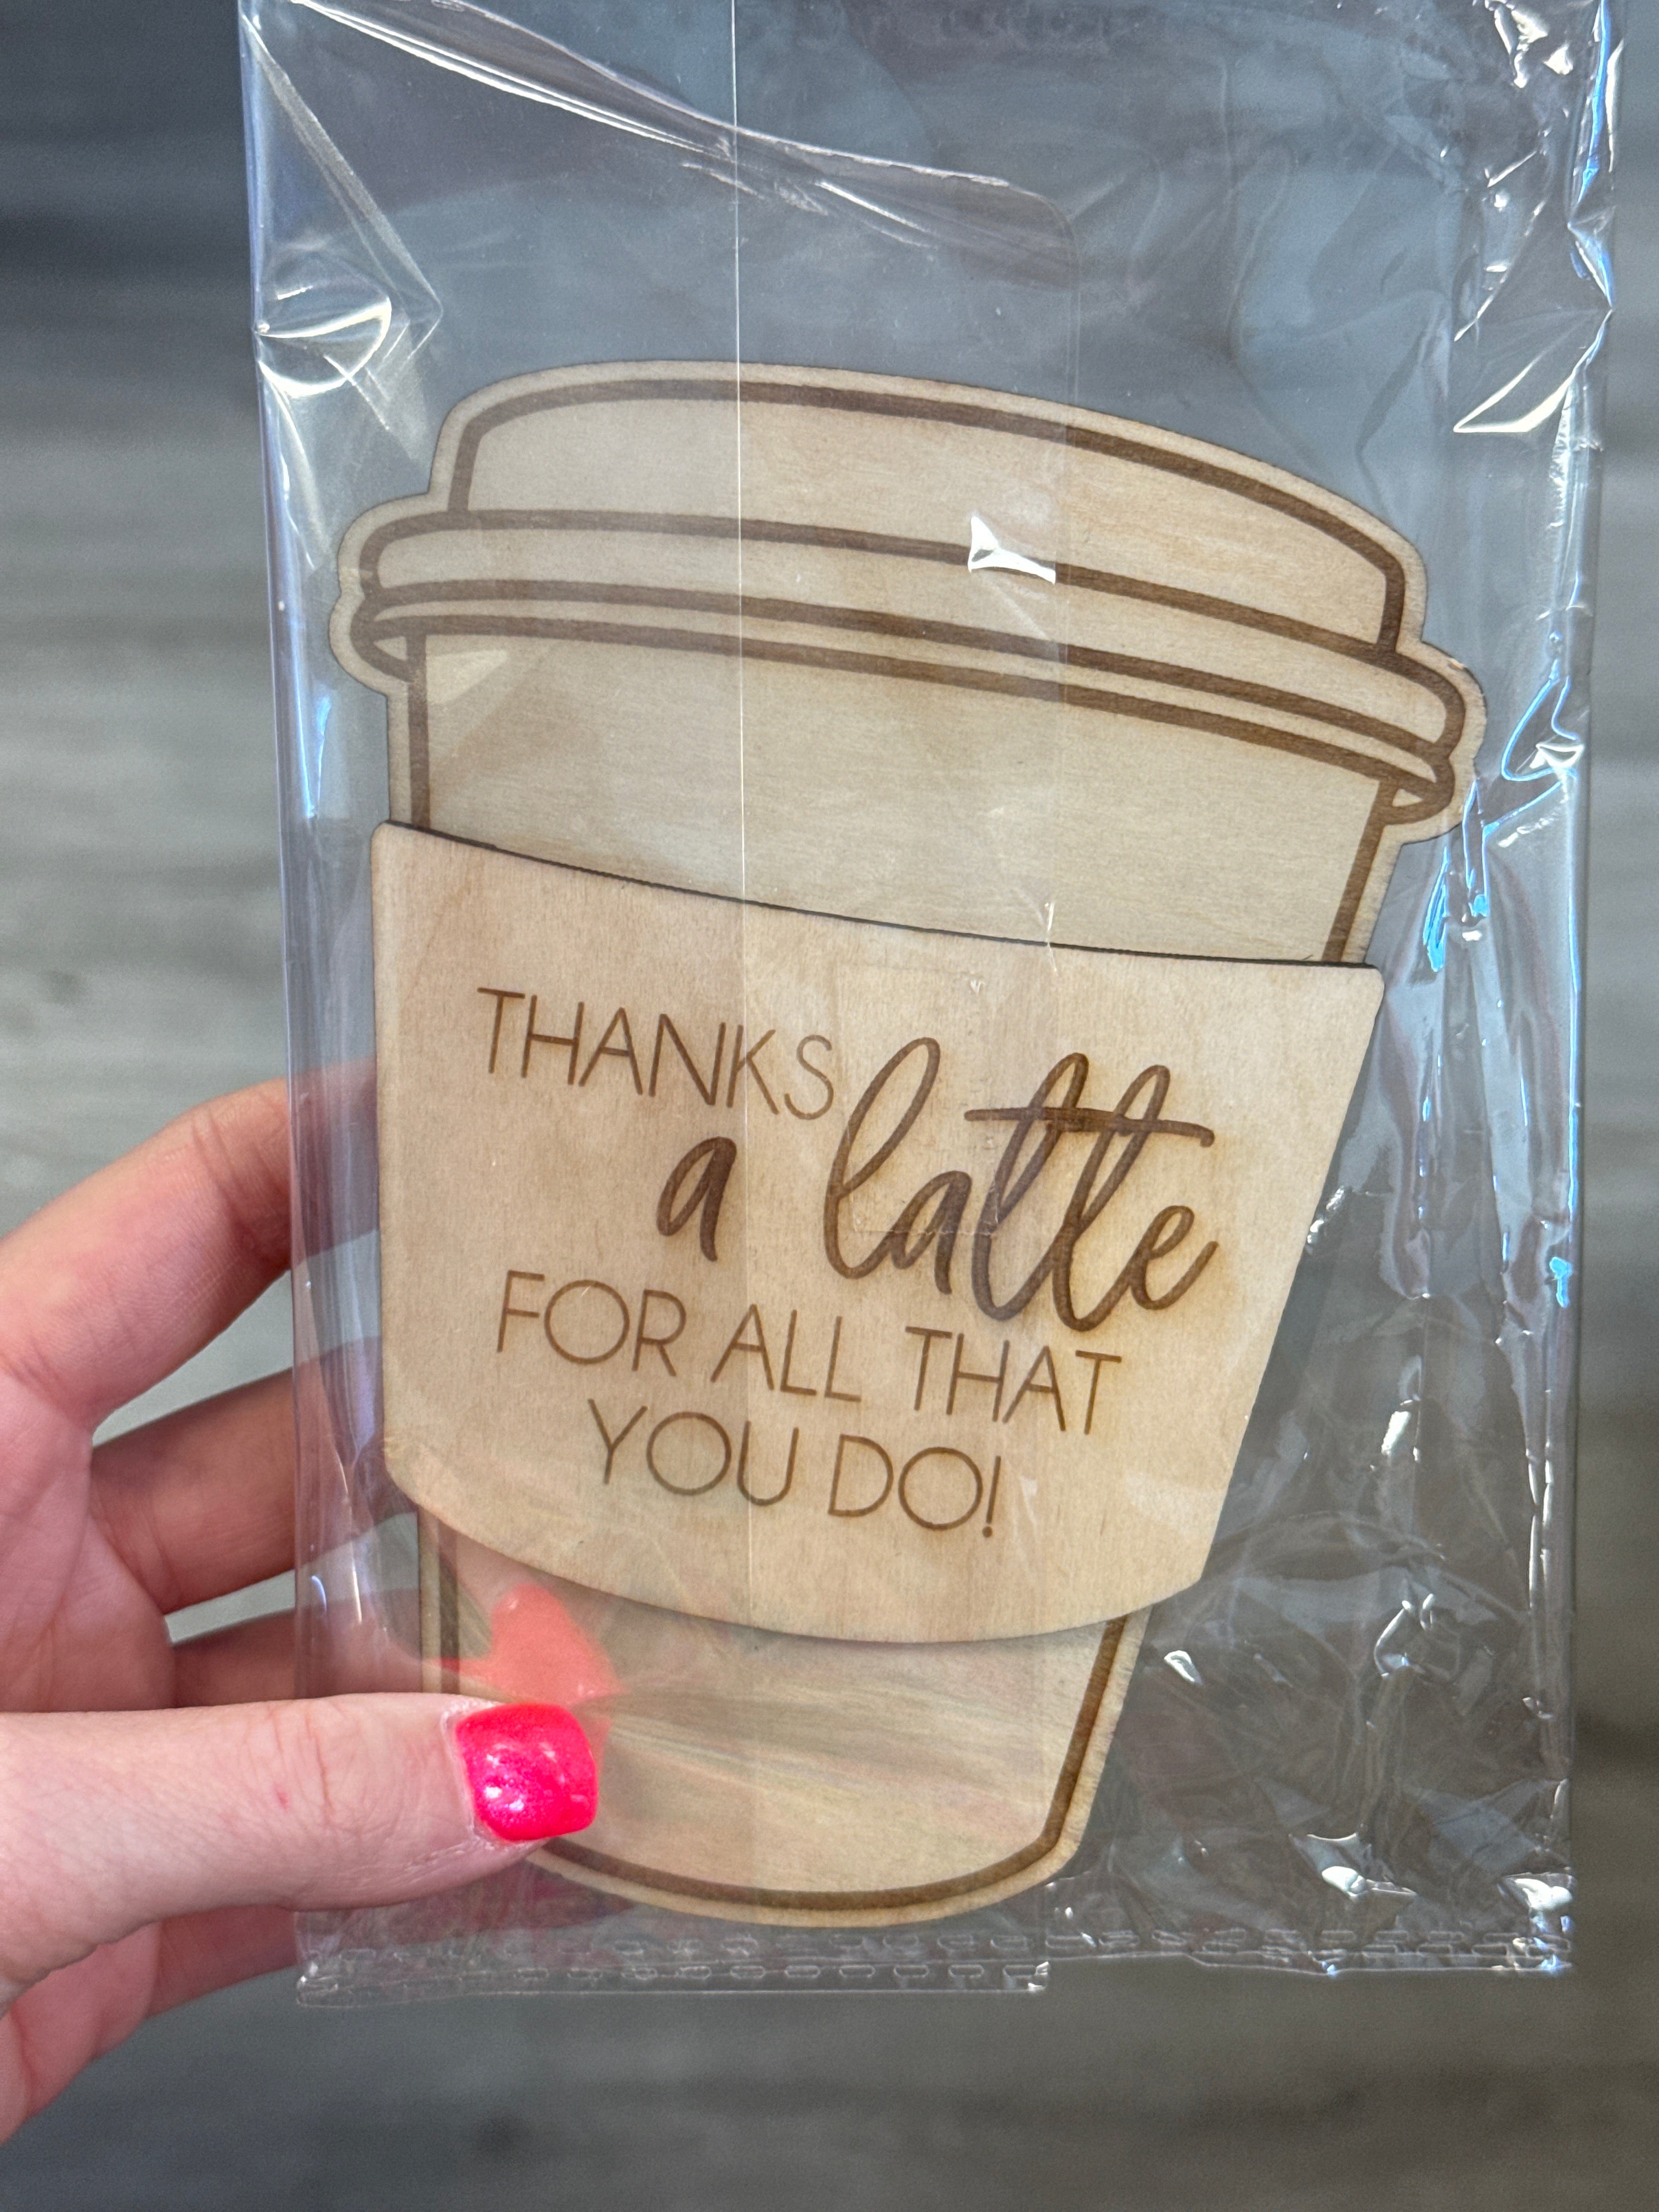 THANKS
a latte
FOR ALL THAT
YOU DO!